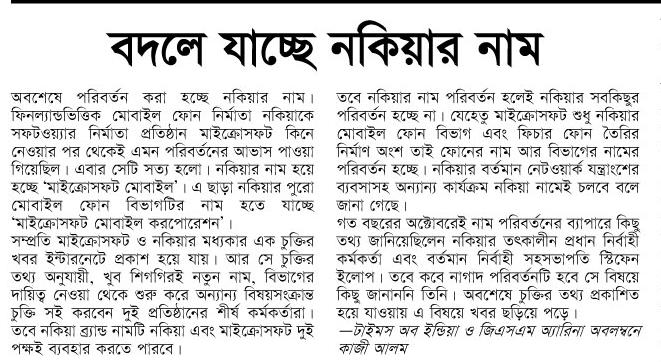 বদলে যাচ্ছে নকিয়ার নাম
অবশেষে পরিবর্তন করা হচ্ছে নকিয়ার নাম।
ফিনল্যান্ডভিত্তিক মোবাইল ফোন নির্মাতা নকিয়াকে
সফটওয়্যার নির্মাতা প্রতিষ্ঠান মাইক্রোসফট কিনে
নেওয়ার পর থেকেই এমন পরিবর্তনের আভাস পাওয়া
গিয়েছিল। এবার সেটি সত্য হলো। নকিয়ার নাম হয়ে
হচ্ছে ‘মাইক্রোসফট মোবাইল’। এ ছাড়া নকিয়ার পুরো
মোবাইল ফোন বিভাগটির নাম হতে যাচ্ছে
‘মাইক্রোসফট মোবাইল করপোরেশন’।
সম্প্রতি মাইক্রোসফট ও নকিয়ার মধ্যকার এক চুক্তির
খবর ইন্টারনেটে প্রকাশ হয়ে যায়। আর সে চুক্তির
তথ্য অনুযায়ী, খুব শিগগিরই নতুন নাম, বিভাগের
দায়িত্ব নেওয়া থেকে শুরু করে অন্যান্য বিষয়সংক্রান্ত
চুক্তি সই করবেন দুই প্রতিষ্ঠানের শীর্ষ কর্মকর্তারা।
তবে নকিয়া ব্র্যান্ড নামটি নকিয়া এবং মাইক্রোসফট দুই
পক্ষই ব্যবহার করতে পারবে।
তবে নকিয়ার নাম পরিবর্তন হলেই নকিয়ার সবকিছুর
পরিবর্তন হচ্ছে না। যেহেতু মাইক্রোসফট শুধু নকিয়ার
মোবাইল ফোন বিভাগ এবং ফিচার ফোন তৈরির
নির্মাণ অংশ তাই ফোনের নাম আর বিভাগের নামের
পরিবর্তন হচ্ছে। নকিয়ার বর্তমান নেটওয়ার্ক যন্ত্রাংশের
ব্যবসাসহ অন্যান্য কার্যক্রম নকিয়া নামেই চলবে বলে
জানা গেছে।
গত বছরের অক্টোবরেই নাম পরিবর্তনের ব্যাপারে কিছু
তথ্য জানিয়েছিলেন নকিয়ার তৎকালীন প্রধান নির্বাহী
কর্মকর্তা এবং বর্তমান নির্বাহী সহসভাপতি স্টিফেন
ইলোপ। তবে কবে নাগাদ পরিবর্তনটি হবে সে বিষয়ে
কিছু জানাননি তিনি। অবশেষে চুক্তির তথ্য প্রকাশিত
হয়ে যাওয়ায় এ বিষয়ে খবর ছড়িয়ে পড়ে।
—টাইমস অব ইন্ডিয়া ও জিএসএম অ্যারিনা অবলম্বনে
কাজী আলম